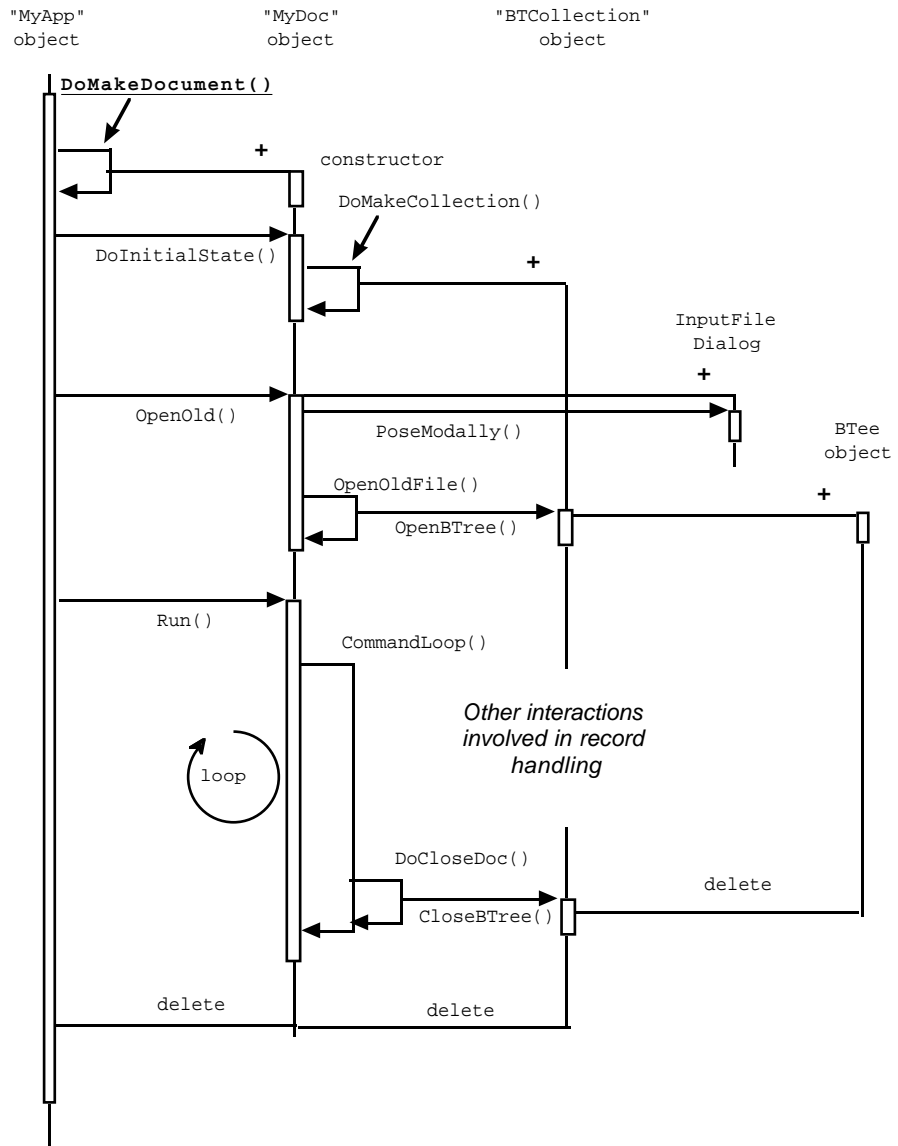 "MyApp"
object
"MyDoc"
object
"BTCollection"
object
DoMakeDocument()
+
constructor
DoMakeCollection()
DoInitialState()
+
InputFile
Dialog
+
OpenOld()
PoseModally()
BTee
object
OpenOldFile()
+
OpenBTree()
Run()
CommandLoop()
Other interactions
involved in record
handling
loop
DoCloseDoc()
delete
CloseBTree()
delete
delete